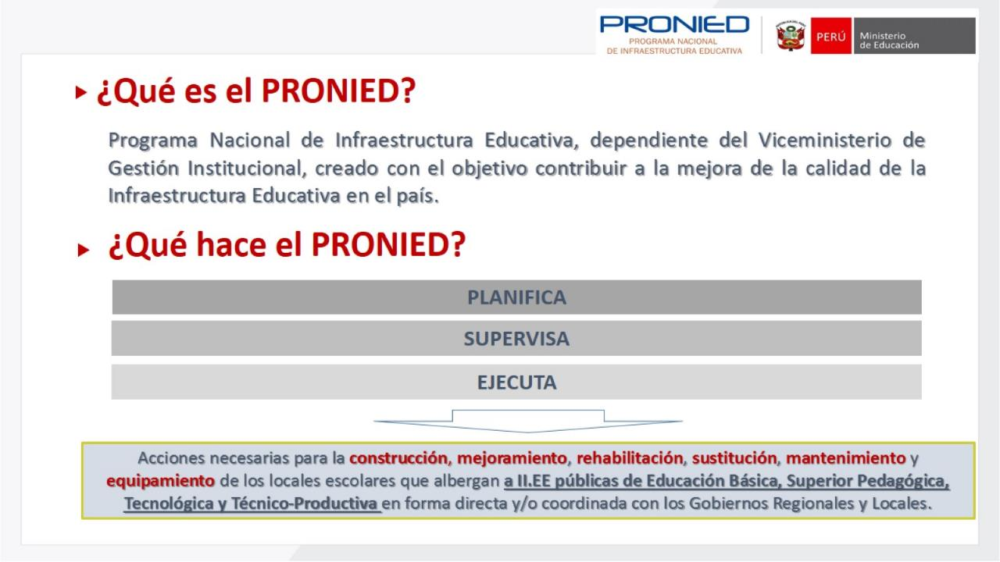 PRONIED
PROGRAMA NACIONAL
DE INFRAESTRUCTURA EDUCATIVA
PERÚ
Ministerio
de Educación
¿Qué es el PRONIED?
Programa Nacional de Infraestructura Educativa, dependiente del Viceministerio de
Gestión Institucional, creado con el objetivo contribuir a la mejora de la calidad de la
Infraestructura Educativa en el país.
¿Qué hace el PRONIED?
PLANIFICA
SUPERVISA
EJECUTA
Acciones necesarias para la construcción, mejoramiento, rehabilitación, sustitución, mantenimiento y
equipamiento de los locales escolares que albergan a II.EE públicas de Educación Básica, Superior Pedagógica,
Tecnológica y Técnico-Productiva en forma directa y/o coordinada con los Gobiernos Regionales y Locales.